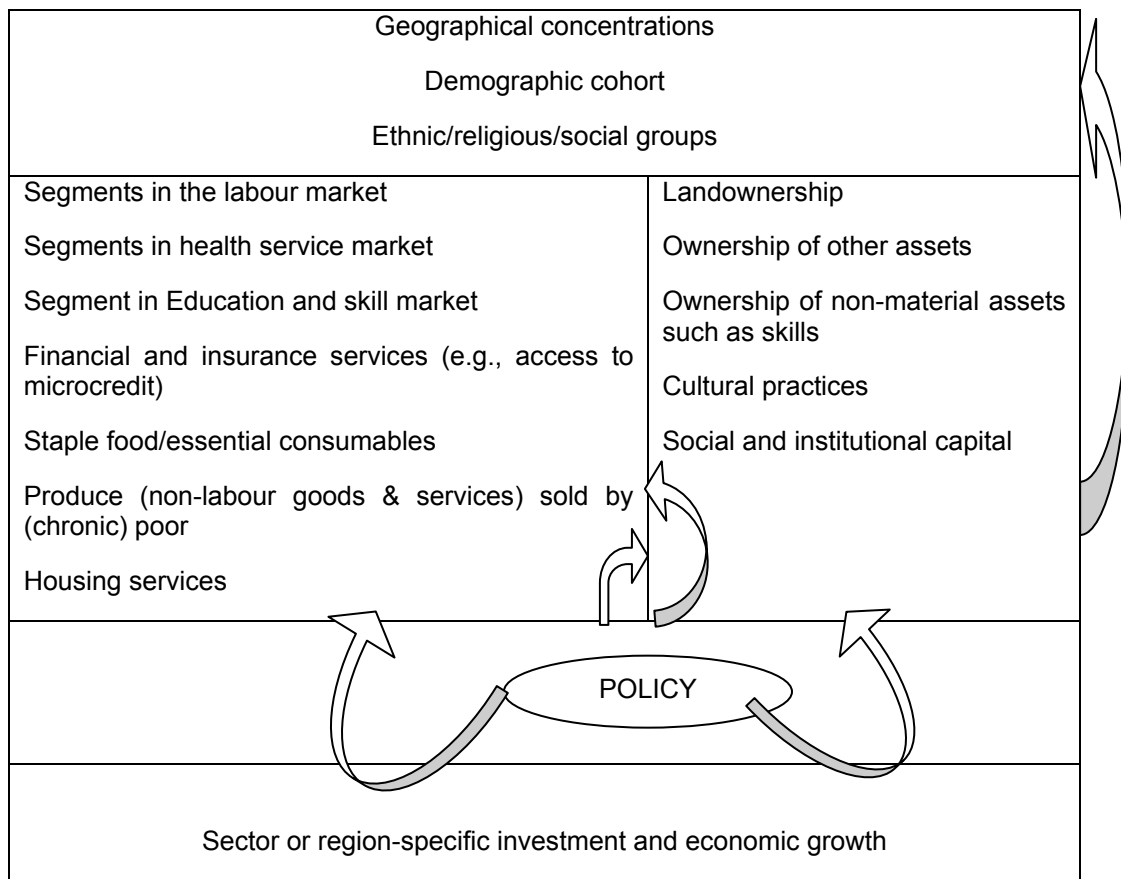 Geographical concentrations
Demographic cohort
Ethnic/religious/social groups
Segments in the labour market
Segments in health service market
Segment in Education and skill market
Financial and insurance services (e.g., access to
microcredit)
Staple food/essential consumables
Produce (non-labour goods & services) sold by
(chronic) poor
Housing services
Landownership
Ownership of other assets
Ownership of non-material assets
such as skills
Cultural practices
Social and institutional capital
POLICY
Sector or region-specific investment and economic growth